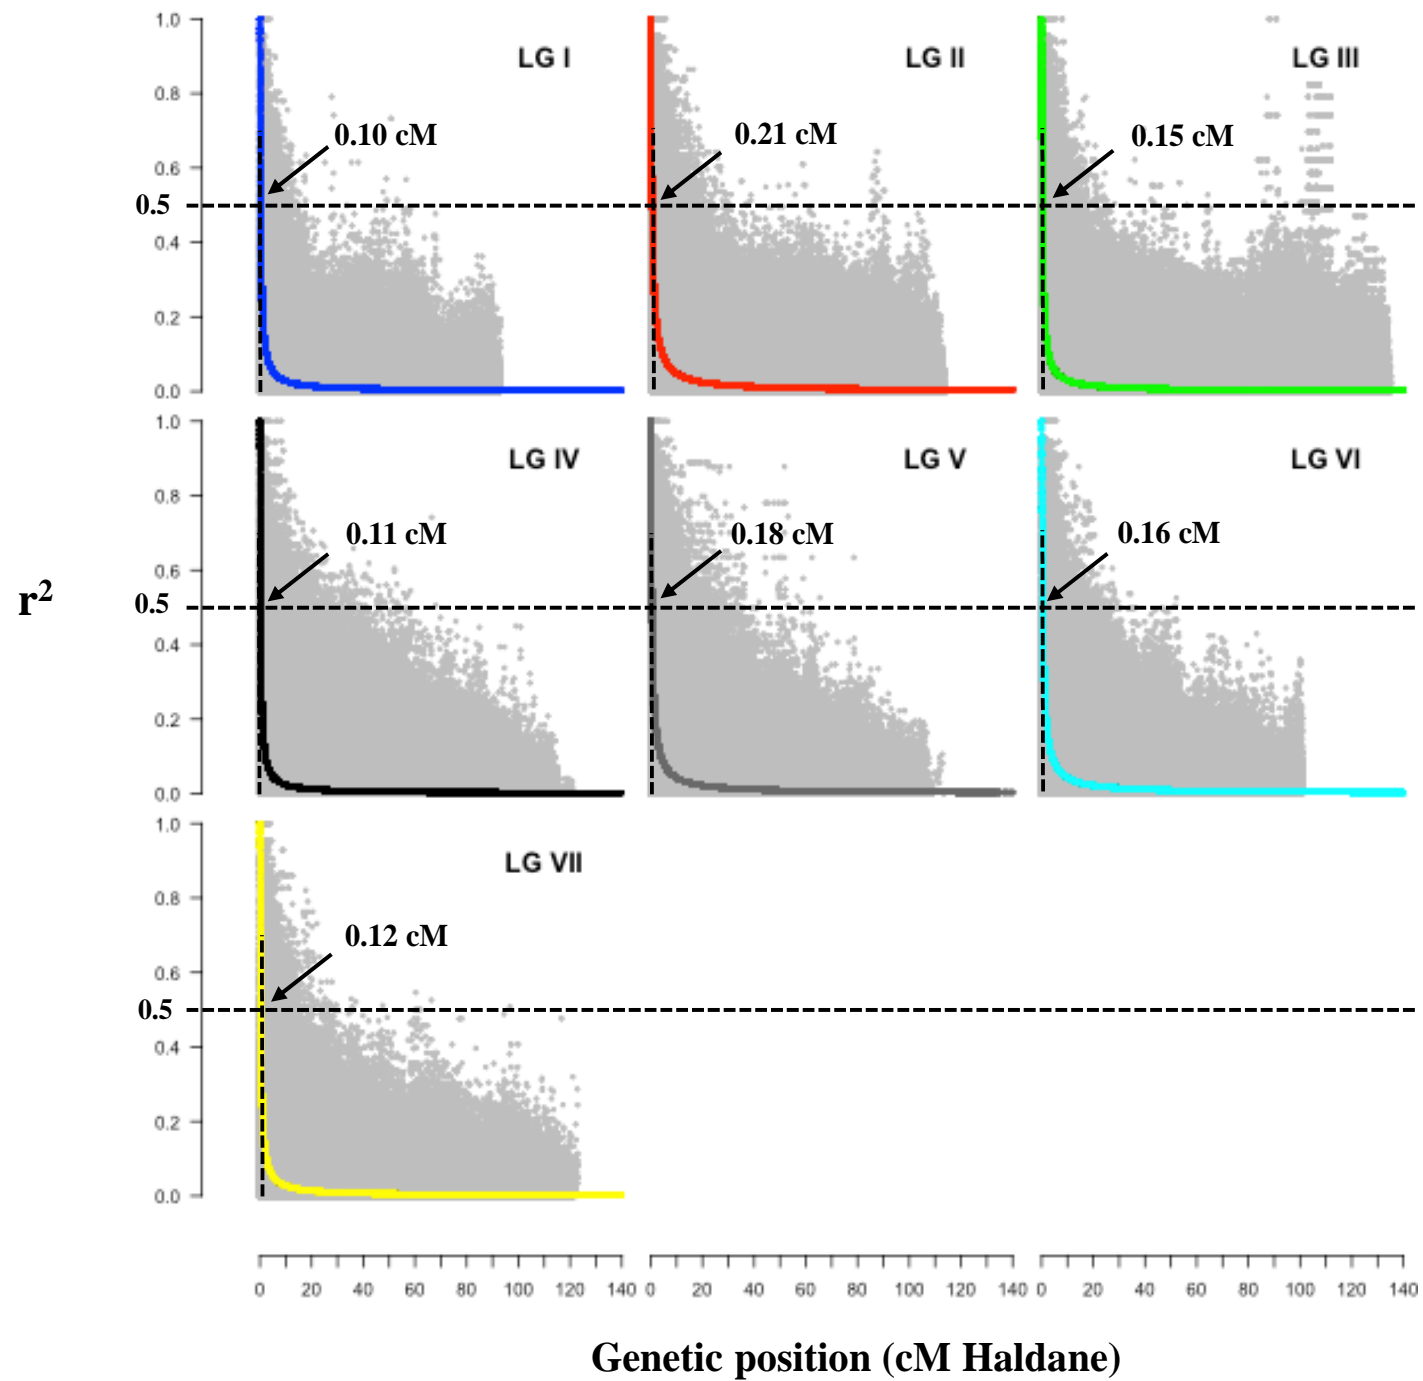 1.0
0.8
0.6
0.5
0.4
0.2
0.0
LG I
0.10 cM
LG II
0.21 cM
LG III
0.15 cM
1.0
0.8
0.6
0.5
0.4
0.2
0.0
LG IV
0.11 cM
LG V
0.18 cM
LG VI
0.16 cM
r²
1.0
0.8
0.6
0.5
0.4
0.2
0.0
LG VII
0.12 cM
0 20 40 60 80 100 120 140
0 20 40 60 80 100 120 140
0 20 40 60 80 100 120 140
Genetic position (cM Haldane)